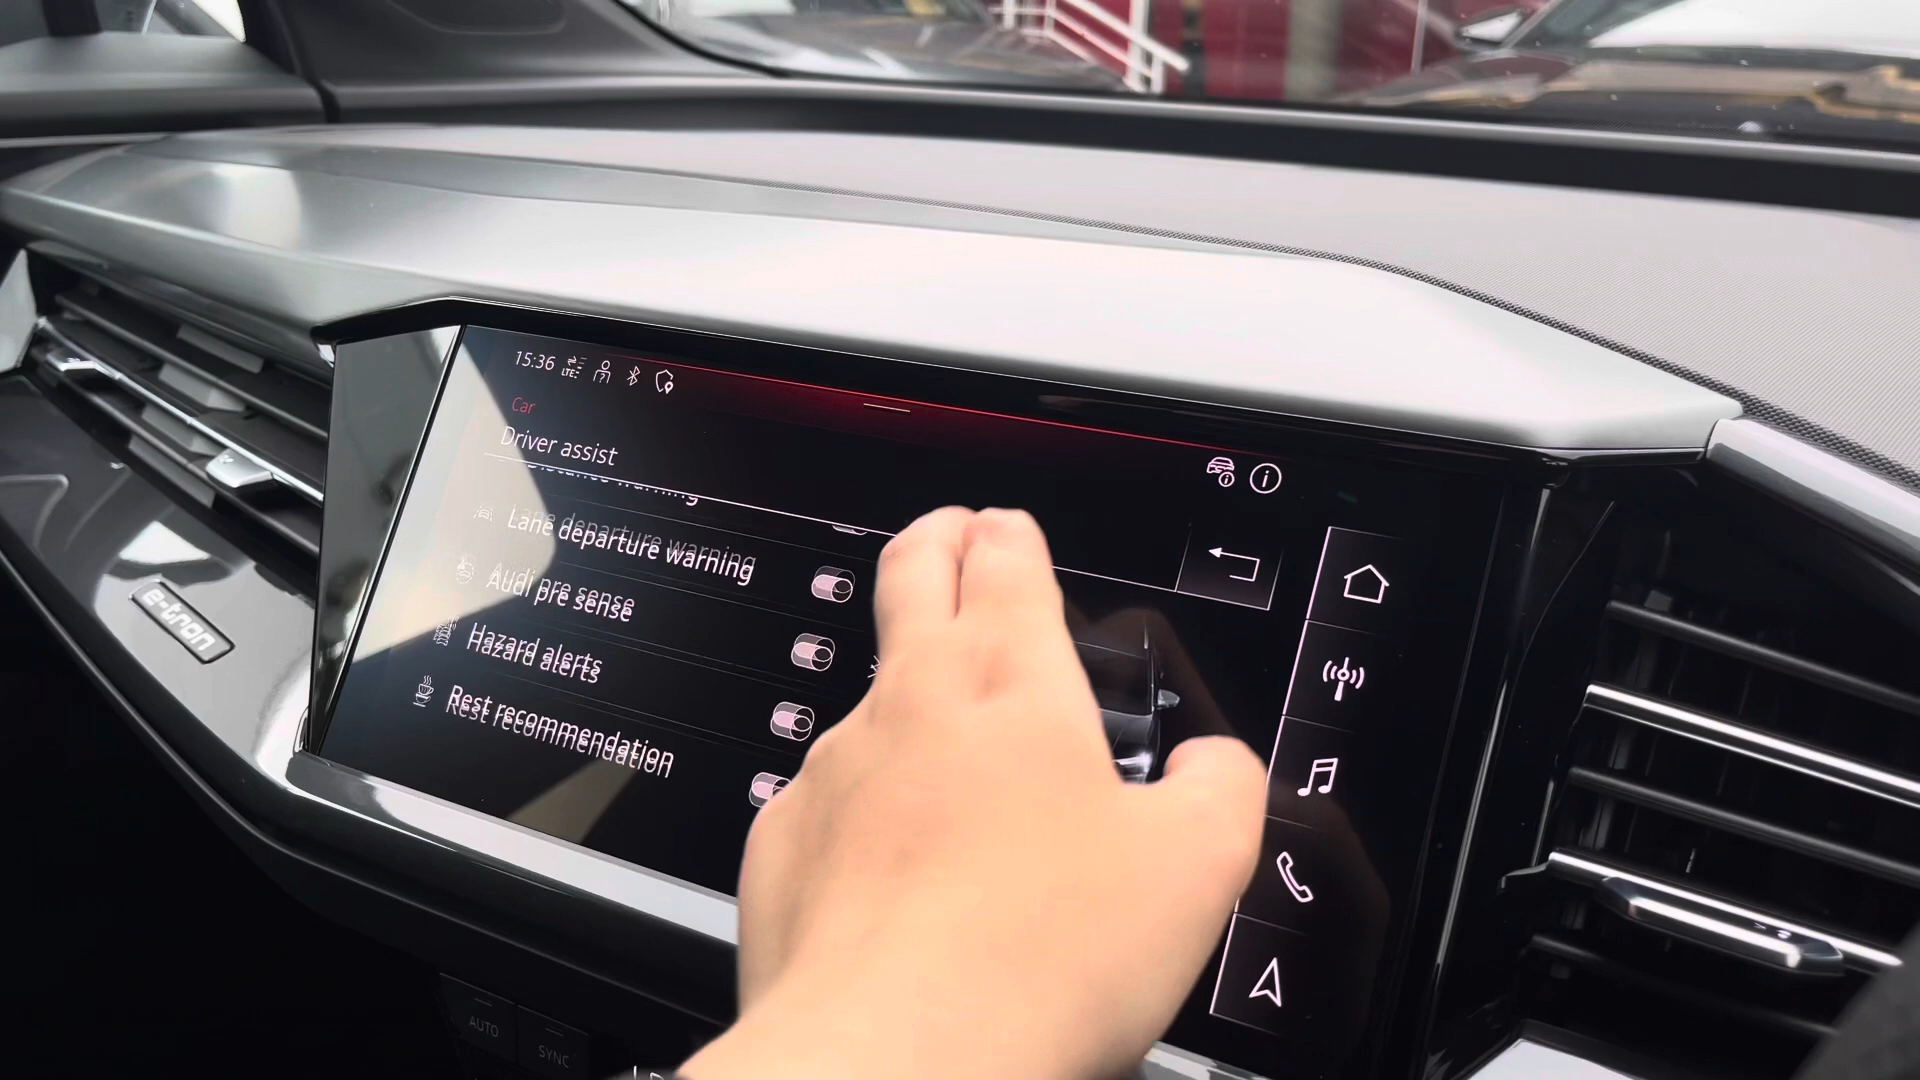 15:36
LTE
Car
Driver assist
warning
Lane departure warning
Audi pre sense
Hazard alerts
Rest recommendation
e-tron
AUTO
SYNC